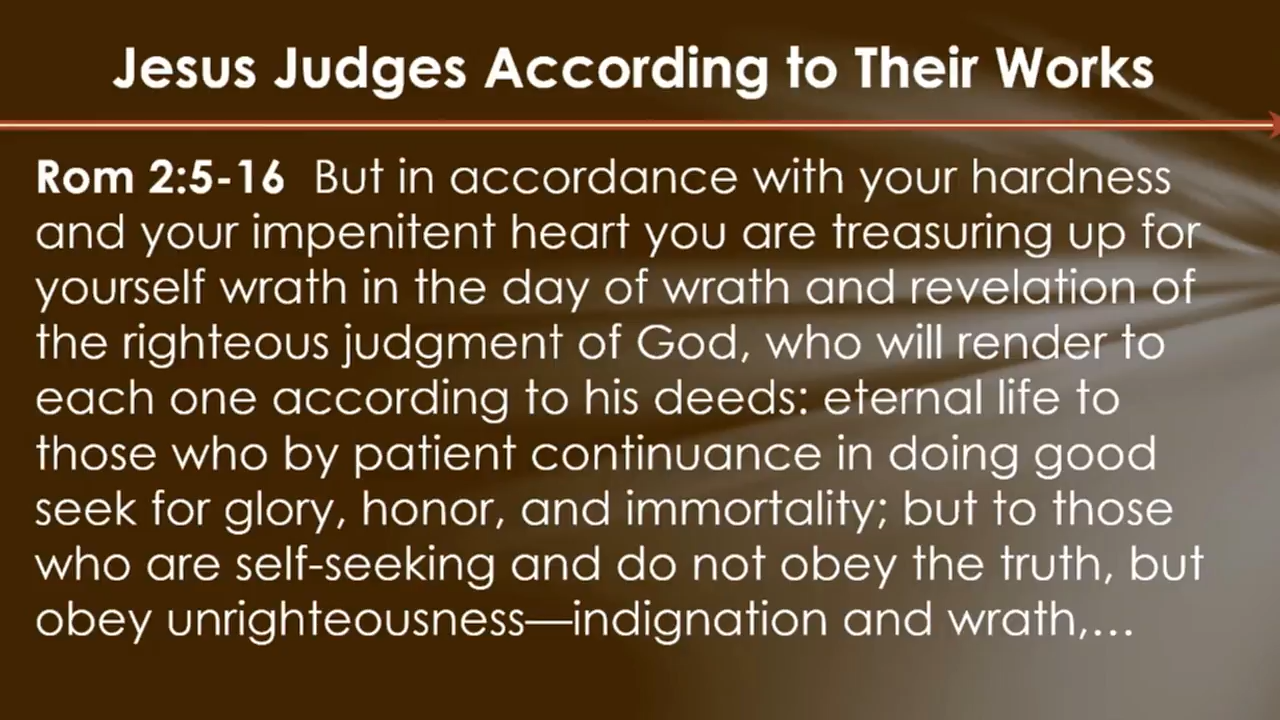 Jesus Judges According to Their Works
Rom 2:5-16 But in accordance with your hardness
and your impenitent heart you are treasuring up for
yourself wrath in the day of wrath and revelation of
the righteous judgment of God, who will render to
each one according to his deeds: eternal life to
those who by patient continuance in doing good
seek for glory, honor, and immortality; but to those
who are self-seeking and do not obey the truth, but
obey unrighteousness—indignation and wrath,...